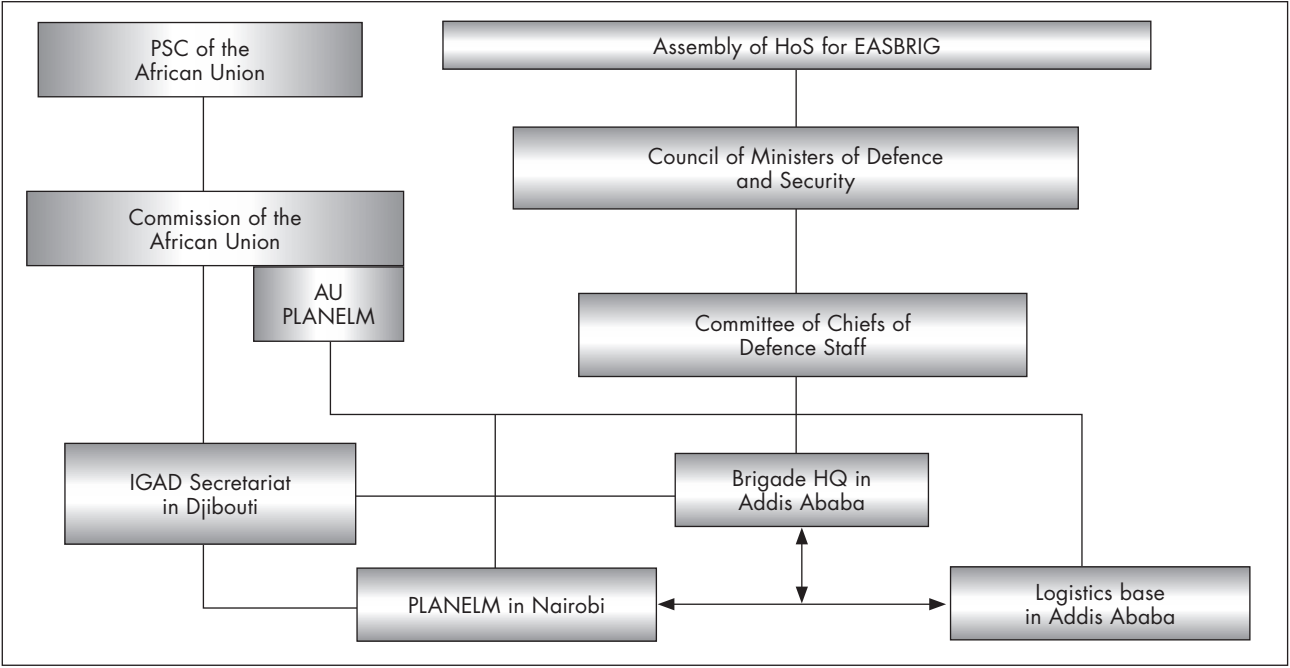 PSC of the
African Union
Assembly of HoS for EASBRIG
Council of Ministers of Defence
and Security
Commission of the
African Union
AU
PLANELM
Committee of Chiefs of
Defence Staff
IGAD Secretariat
in Djibouti
Brigade HQ in
Addis Ababa
PLANELM in Nairobi
Logistics base
in Addis Ababa